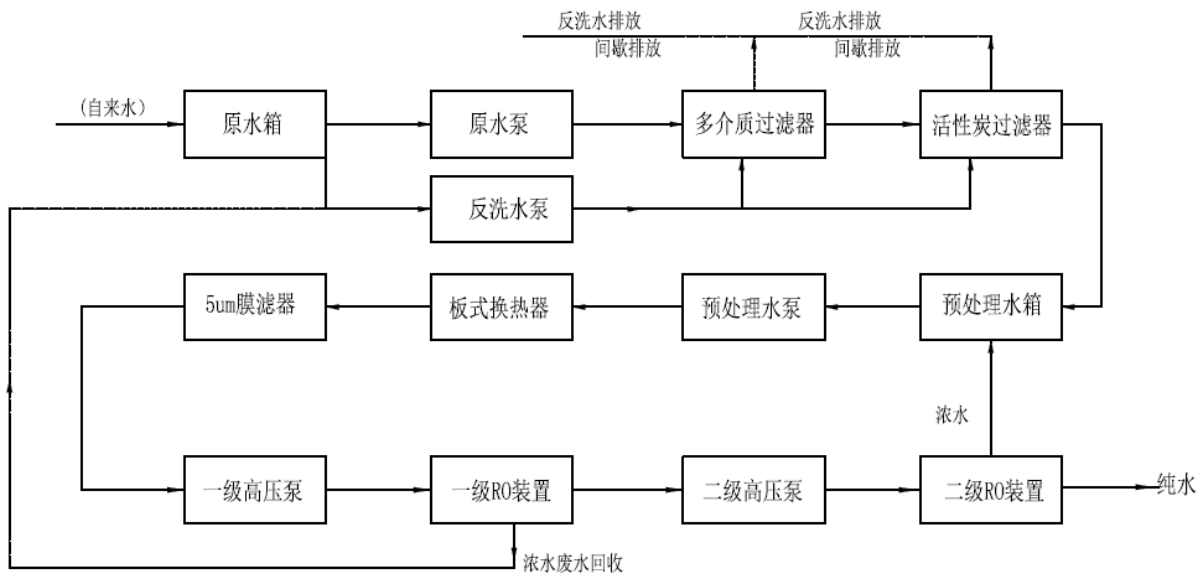 反洗水排放
反洗水排放
间歇排放
间歇排放
(自来水)
原水箱
原水泵
多介质过滤器
活性炭过滤器
反洗水泵
5um膜滤器
板式换热器
预处理水泵
预处理水箱
浓水
一级高压泵
一级RO装置
二级高压泵
二级RO装置
纯水
浓水废水回收